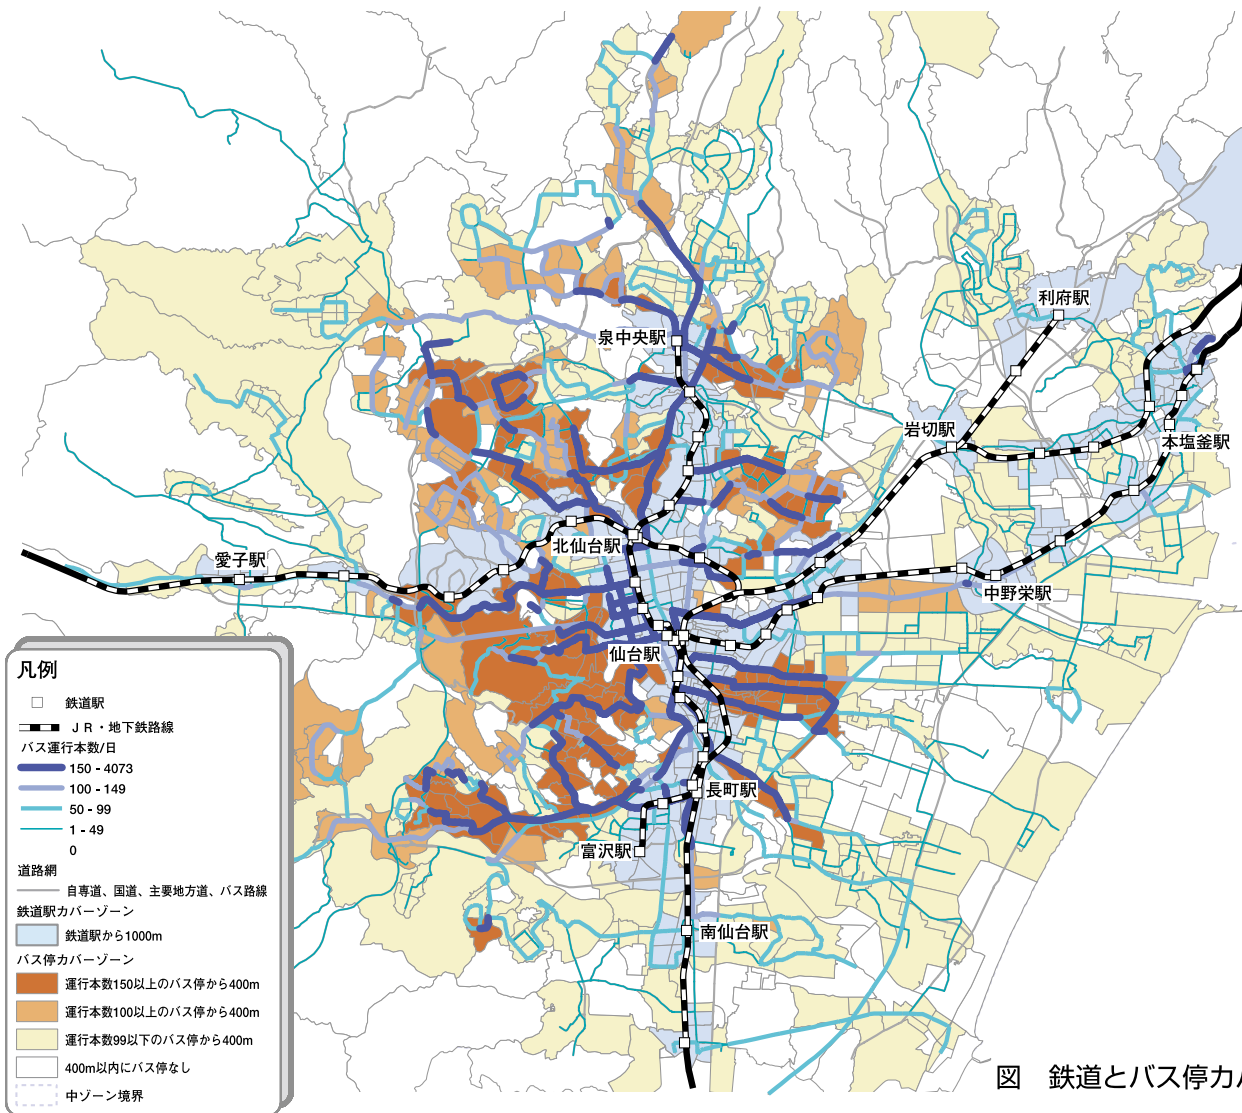 利府駅
泉中央駅
岩切駅
本塩釜駅
北仙台駅
愛子駅
中野栄駅
仙台駅
長町駅
富沢駅
南仙台駅
凡例
鉄道駅
ＪＲ・地下鉄路線
バス運行本数/日
150 - 4073
100 - 149
50 - 99
1 - 49
0
道路網
自専道、国道、主要地方道、バス路線
鉄道駅カバーゾーン
鉄道駅から1000m
バス停カバーゾーン
運行本数150以上のバス停から400m
運行本数100以上のバス停から400m
運行本数99以下のバス停から400m
400m以内にバス停なし
中ゾーン境界
図　鉄道とバス停カ